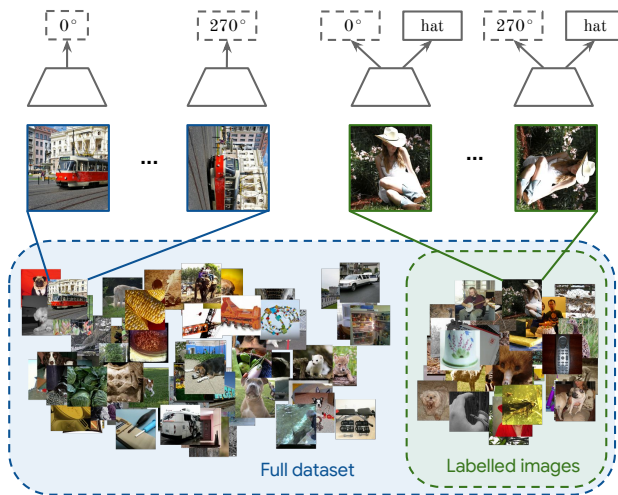 0° 270° 0° hat 270° hat
... ...
Full dataset
Labelled images